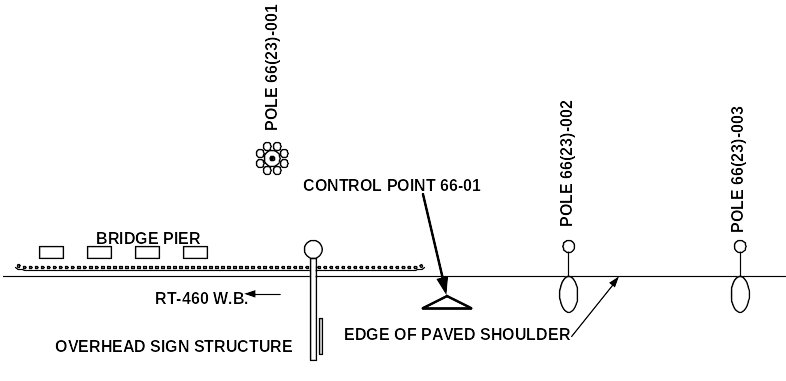 POLE 66(23)-001
POLE 66(23)-002
POLE 66(23)-003
CONTROL POINT 66-01
BRIDGE PIER
RT-460 W.B.
EDGE OF PAVED SHOULDER
OVERHEAD SIGN STRUCTURE